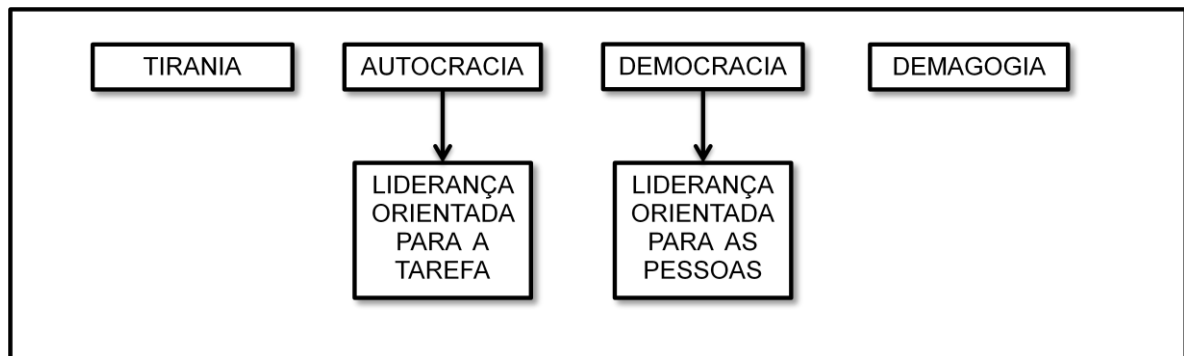 TIRANIA
AUTOCRACIA
DEMOCRACIA
DEMAGOGIA
LIDERANÇA
ORIENTADA
PARA A
TAREFA
LIDERANÇA
ORIENTADA
PARA AS
PESSOAS